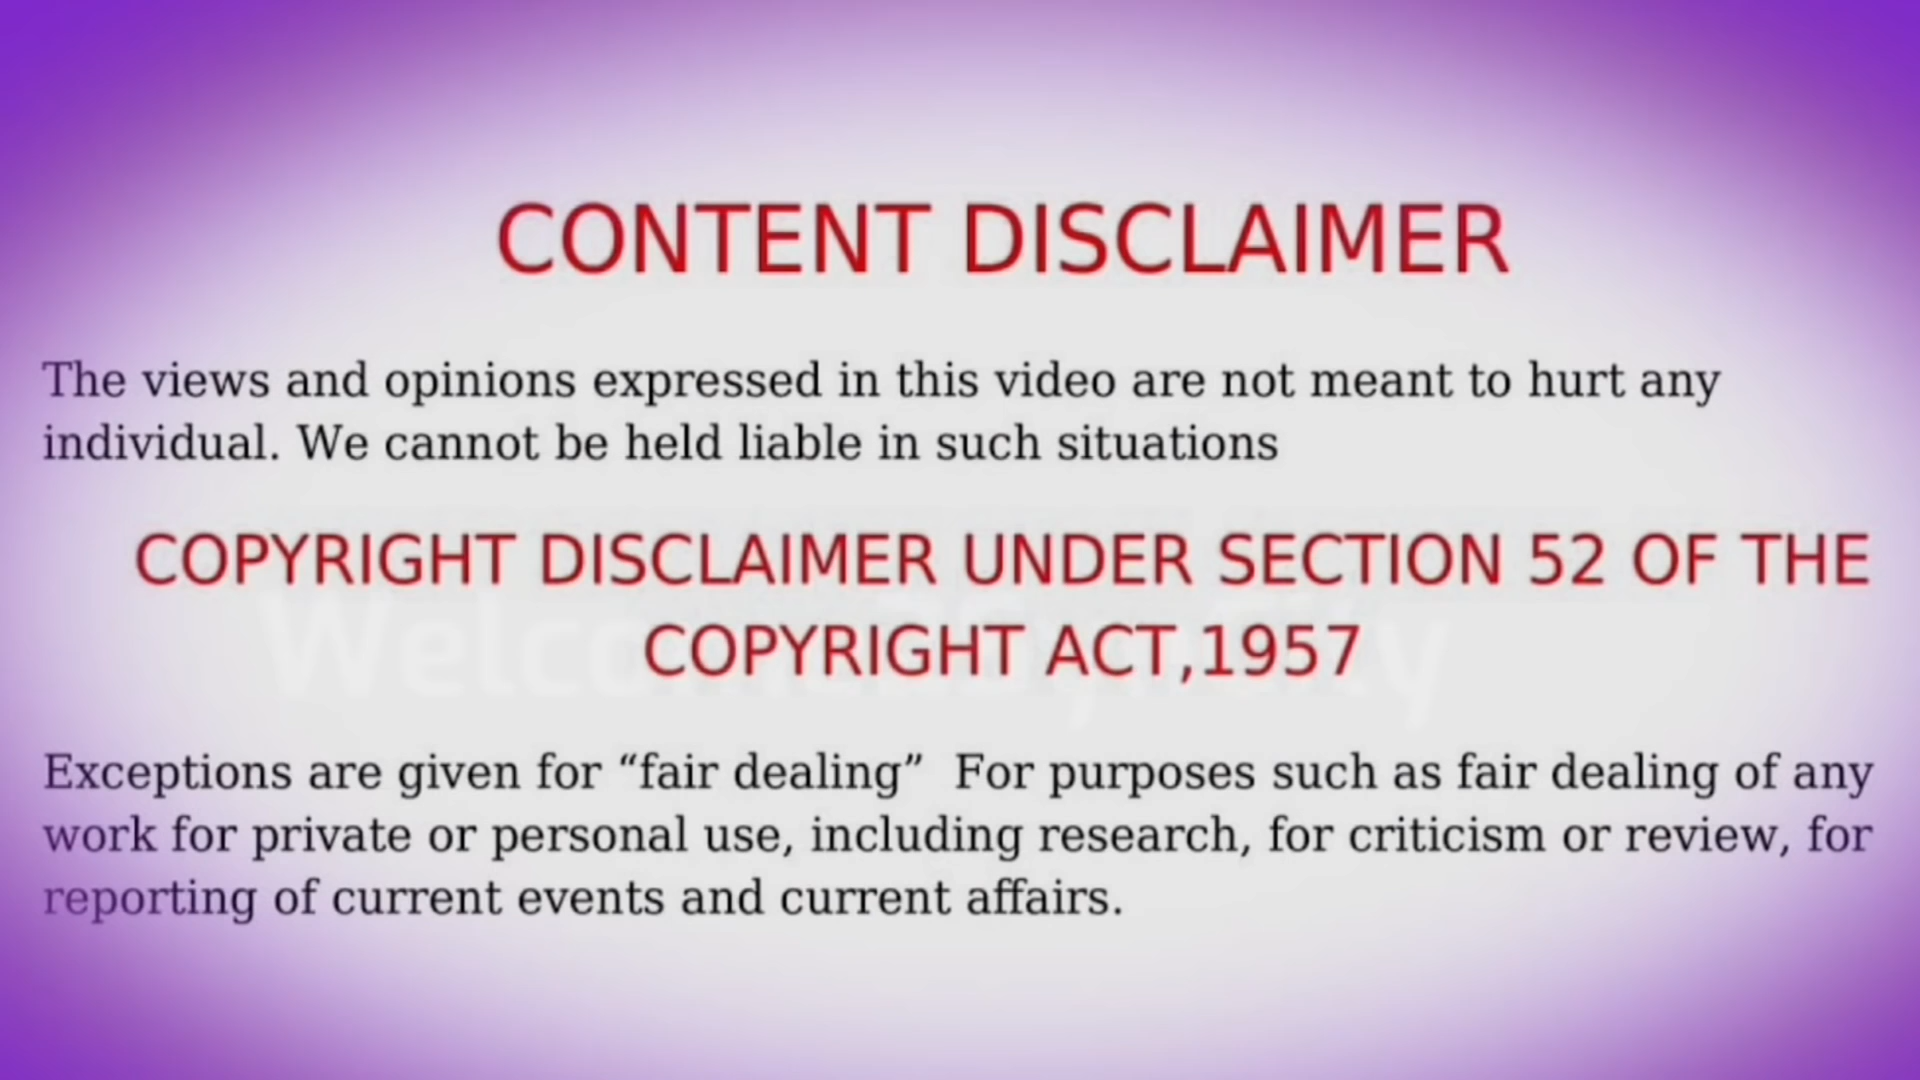 CONTENT DISCLAIMER
The views and opinions expressed in this video are not meant to hurt any
individual. We cannot be held liable in such situations
COPYRIGHT DISCLAIMER UNDER SECTION 52 OF THE
COPYRIGHT ACT,1957
Exceptions are given for “fair dealing”  For purposes such as fair dealing of any
work for private or personal use, including research, for criticism or review, for
reporting of current events and current affairs.